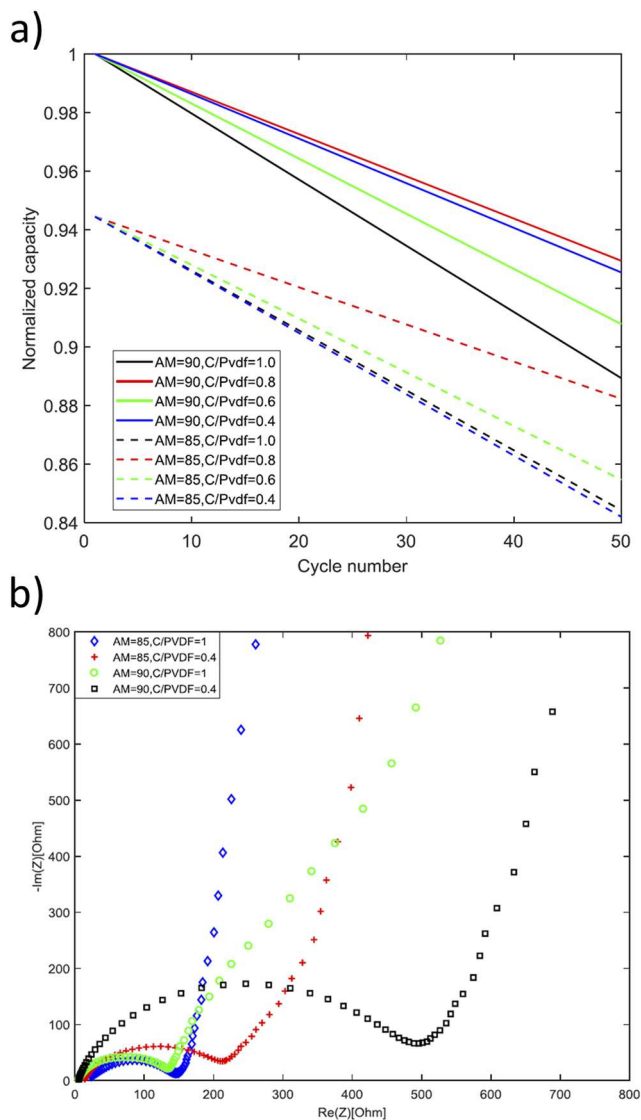 a)
1
0.98
0.96
0.94
0.92
0.9
0.88
0.86
0.84
Normalized capacity
AM=90,C/Pvdf=1.0
AM=90,C/Pvdf=0.8
AM=90,C/Pvdf=0.6
AM=90,C/Pvdf=0.4
AM=85,C/Pvdf=1.0
AM=85,C/Pvdf=0.8
AM=85,C/Pvdf=0.6
AM=85,C/Pvdf=0.4
0 10 20 30 40 50
Cycle number
b)
800
700
600
500
400
300
200
100
0
-Im(Z)[Ohm]
AM=85,C/PVDF=1
AM=85,C/PVDF=0.4
AM=90,C/PVDF=1
AM=90,C/PVDF=0.4
0 100 200 300 400 500 600 700 800
Re(Z)[Ohm]